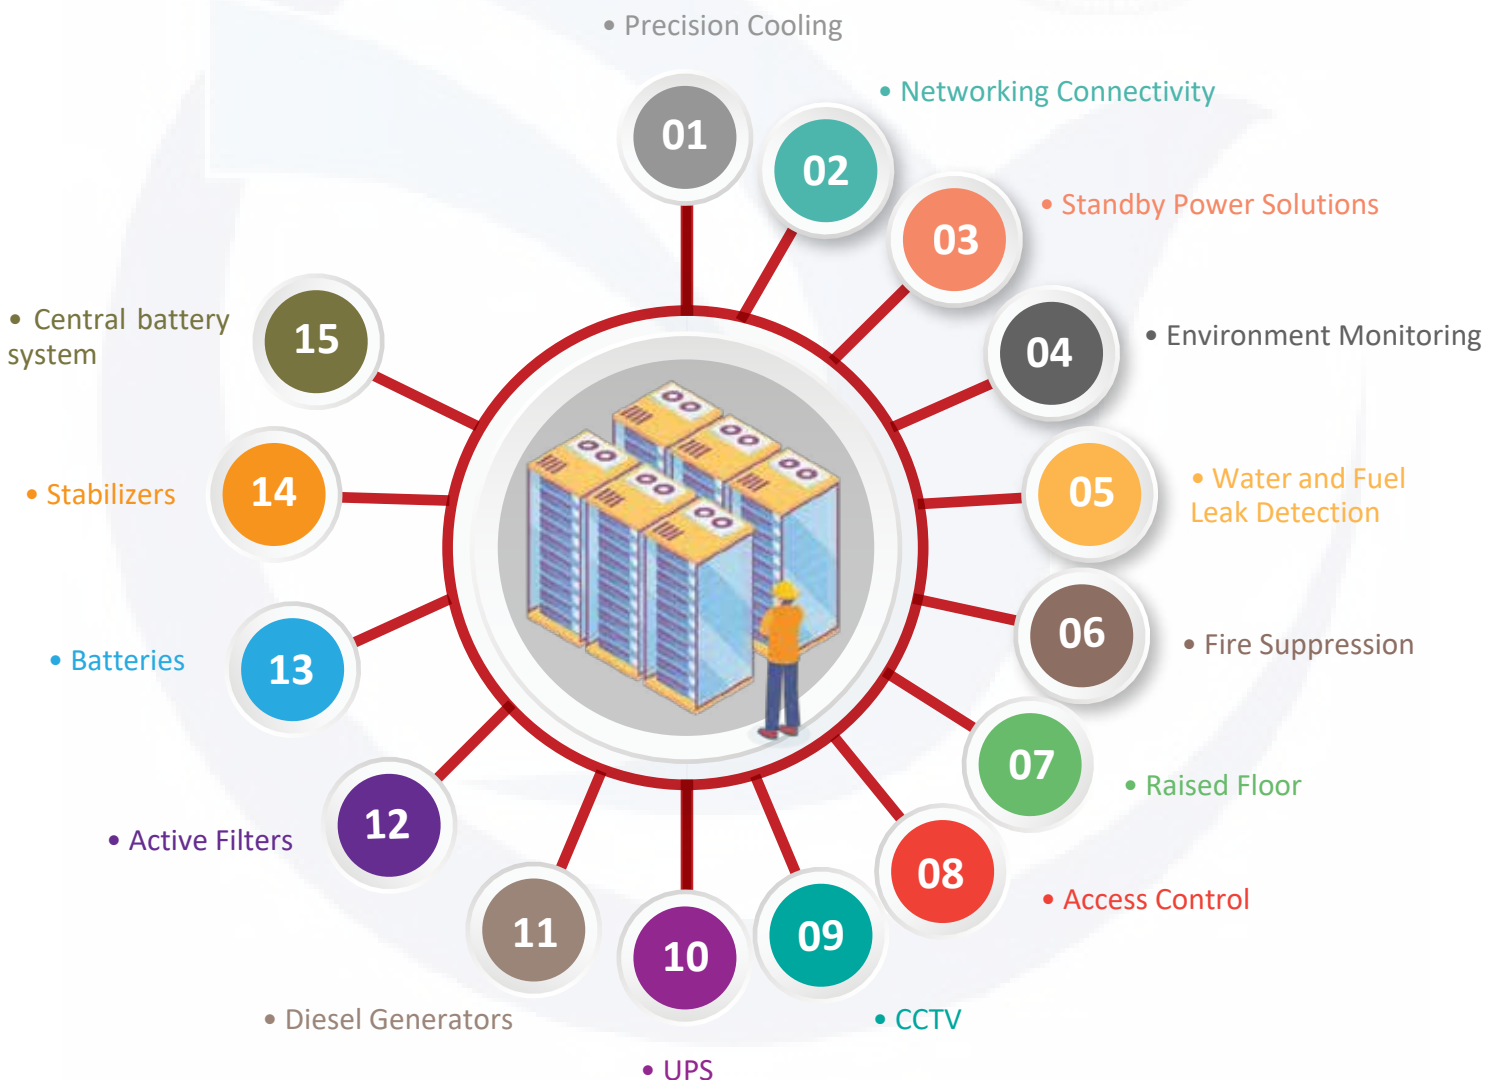 • Precision Cooling
01
• Networking Connectivity
02
• Standby Power Solutions
03
• Environment Monitoring
04
• Water and Fuel
Leak Detection
05
• Fire Suppression
06
• Raised Floor
07
• Access Control
08
• CCTV
09
• UPS
10
• Diesel Generators
11
• Active Filters
12
• Batteries
13
• Stabilizers
14
• Central battery
system
15